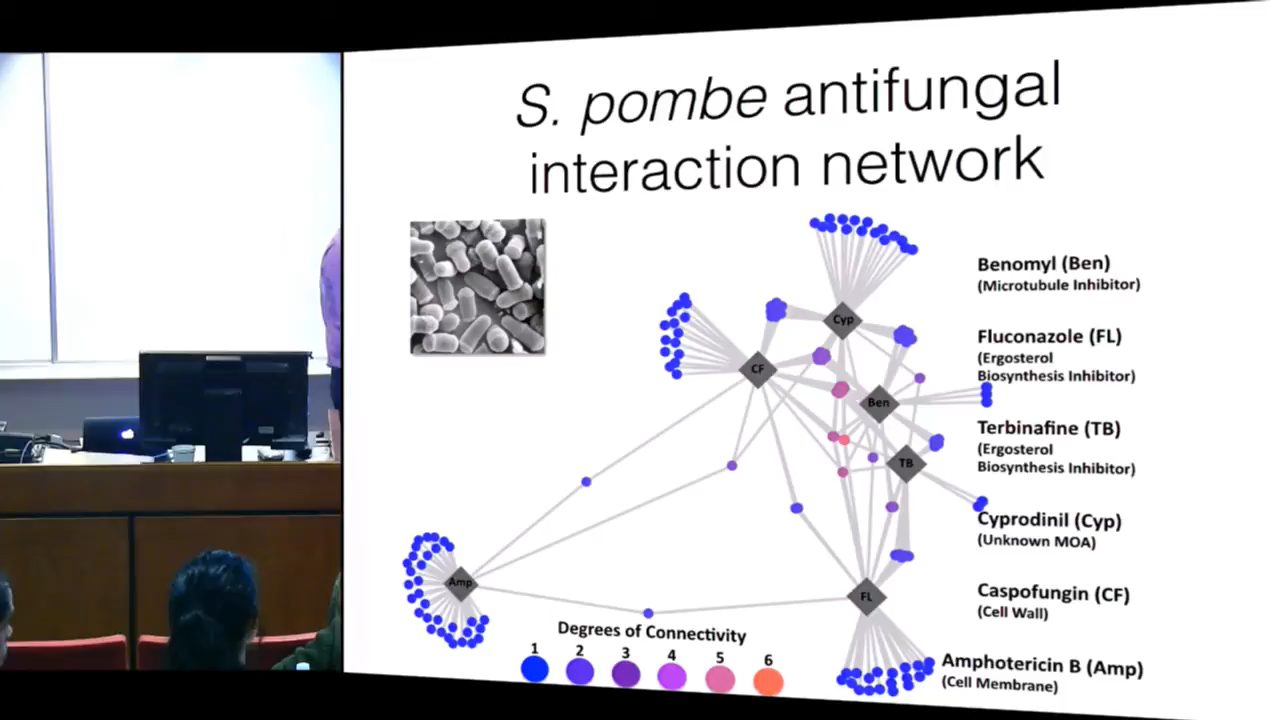 S. pombe antifungal
interaction network
Cyp
CF
Ben
TB
Amp
FL
Benomyl (Ben)
(Microtubule Inhibitor)
Fluconazole (FL)
(Ergosterol
Biosynthesis Inhibitor)
Terbinafine (TB)
(Ergosterol
Biosynthesis Inhibitor)
Cyprodinil (Cyp)
(Unknown MOA)
Caspofungin (CF)
(Cell Wall)
Amphotericin B (Amp)
(Cell Membrane)
Degrees of Connectivity
1 2 3 4 5 6